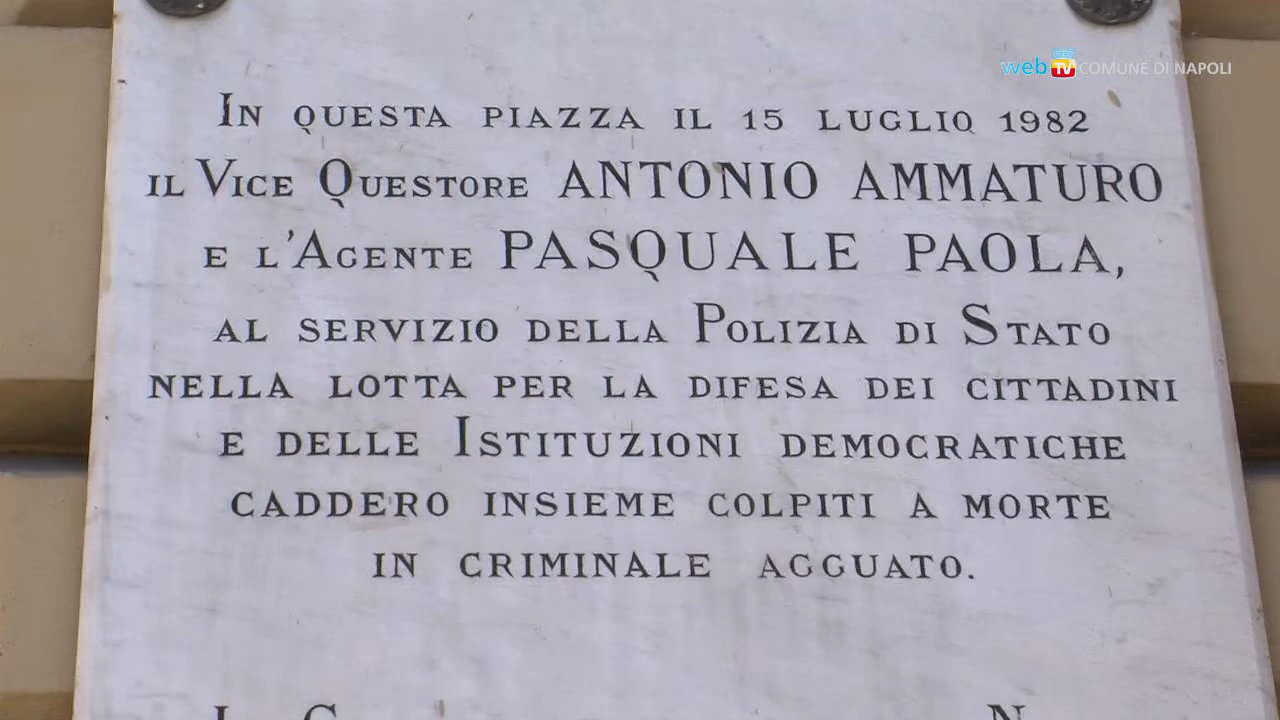 web TV COMUNE DI NAPOLI
IN QUESTA PIAZZA IL 15 LUGLIO 1982
IL VICE QUESTORE ANTONIO AMMATURO
E L'AGENTE PASQUALE PAOLA,
AL SERVIZIO DELLA POLIZIA DI STATO
NELLA LOTTA PER LA DIFESA DEI CITTADINI
E DELLE ISTITUZIONI DEMOCRATICHE
CADDERO INSIEME COLPITI A MORTE
IN CRIMINALE AGGUATO.